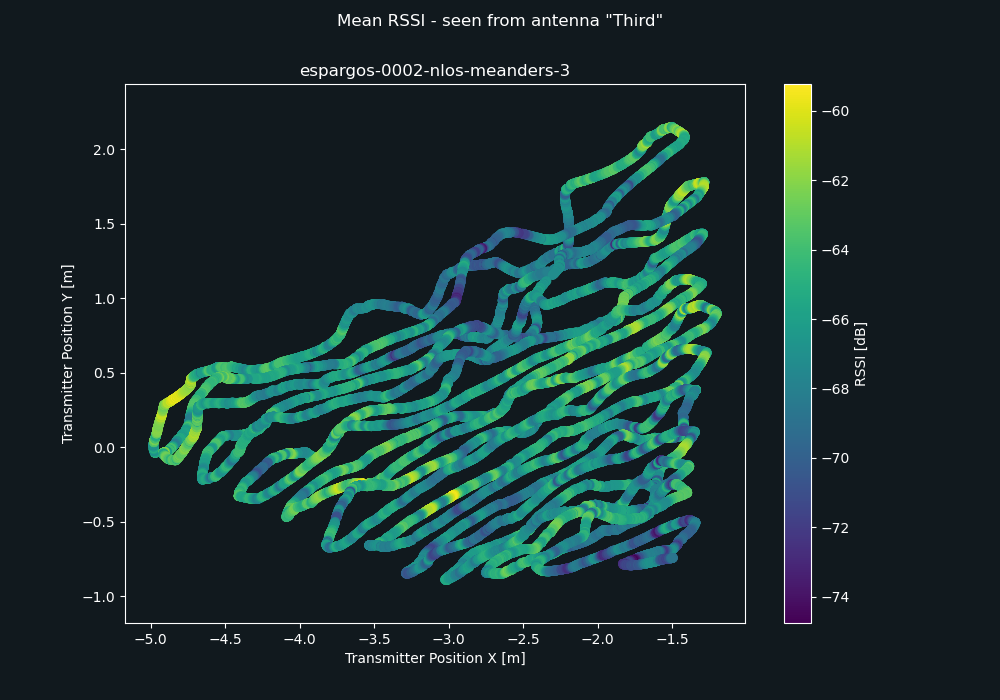 Mean RSSI - seen from antenna "Third"
espargos-0002-nlos-meanders-3
2.0
1.5
1.0
0.5
0.0
−0.5
−1.0
Transmitter Position Y [m]
−5.0 −4.5 −4.0 −3.5 −3.0 −2.5 −2.0 −1.5
Transmitter Position X [m]
−60
−62
−64
−66
−68
−70
−72
−74
RSSI [dB]